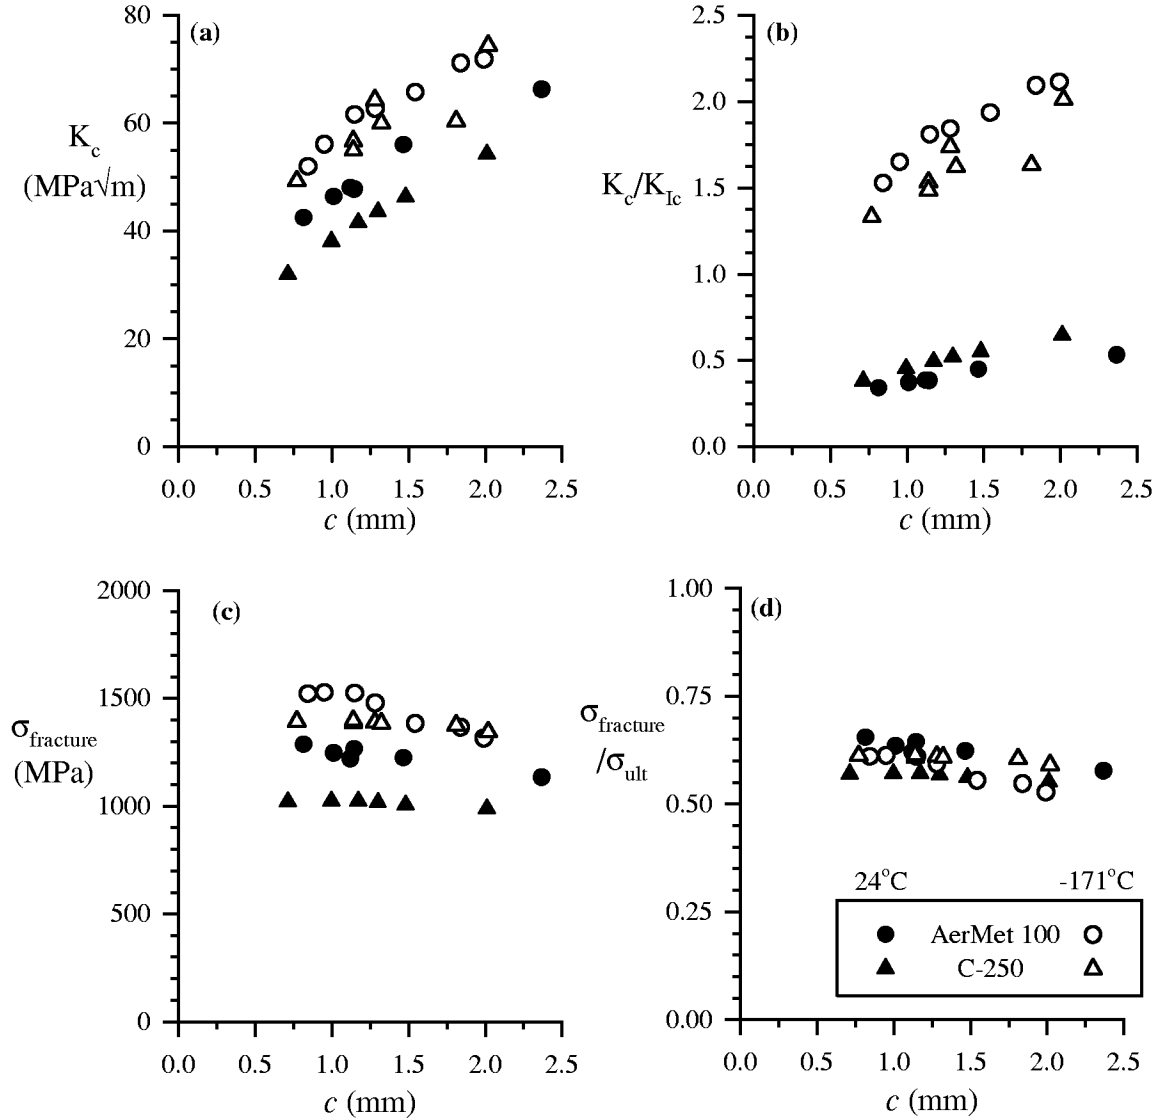 (a)
80
60
40
20
0
K_c
(MPa√m)
0.0 0.5 1.0 1.5 2.0 2.5
c (mm)
(b)
2.5
2.0
1.5
1.0
0.5
0.0
K_c/K_Ic
0.0 0.5 1.0 1.5 2.0 2.5
c (mm)
(c)
2000
1500
1000
500
0
σ_fracture
(MPa)
0.0 0.5 1.0 1.5 2.0 2.5
c (mm)
(d)
1.00
0.75
0.50
0.25
0.00
σ_fracture
/σ_ult
24°C -171°C
AerMet 100
C-250
0.0 0.5 1.0 1.5 2.0 2.5
c (mm)